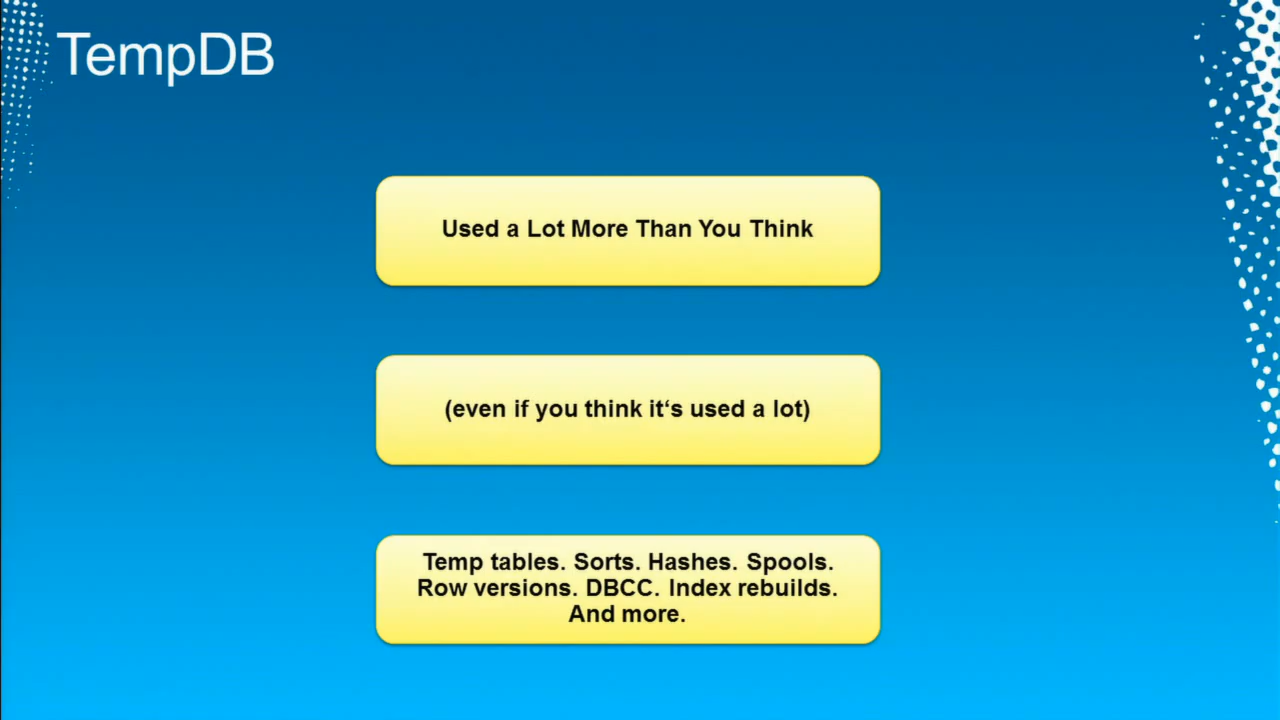 TempDB
Used a Lot More Than You Think
(even if you think it‘s used a lot)
Temp tables. Sorts. Hashes. Spools.
Row versions. DBCC. Index rebuilds.
And more.